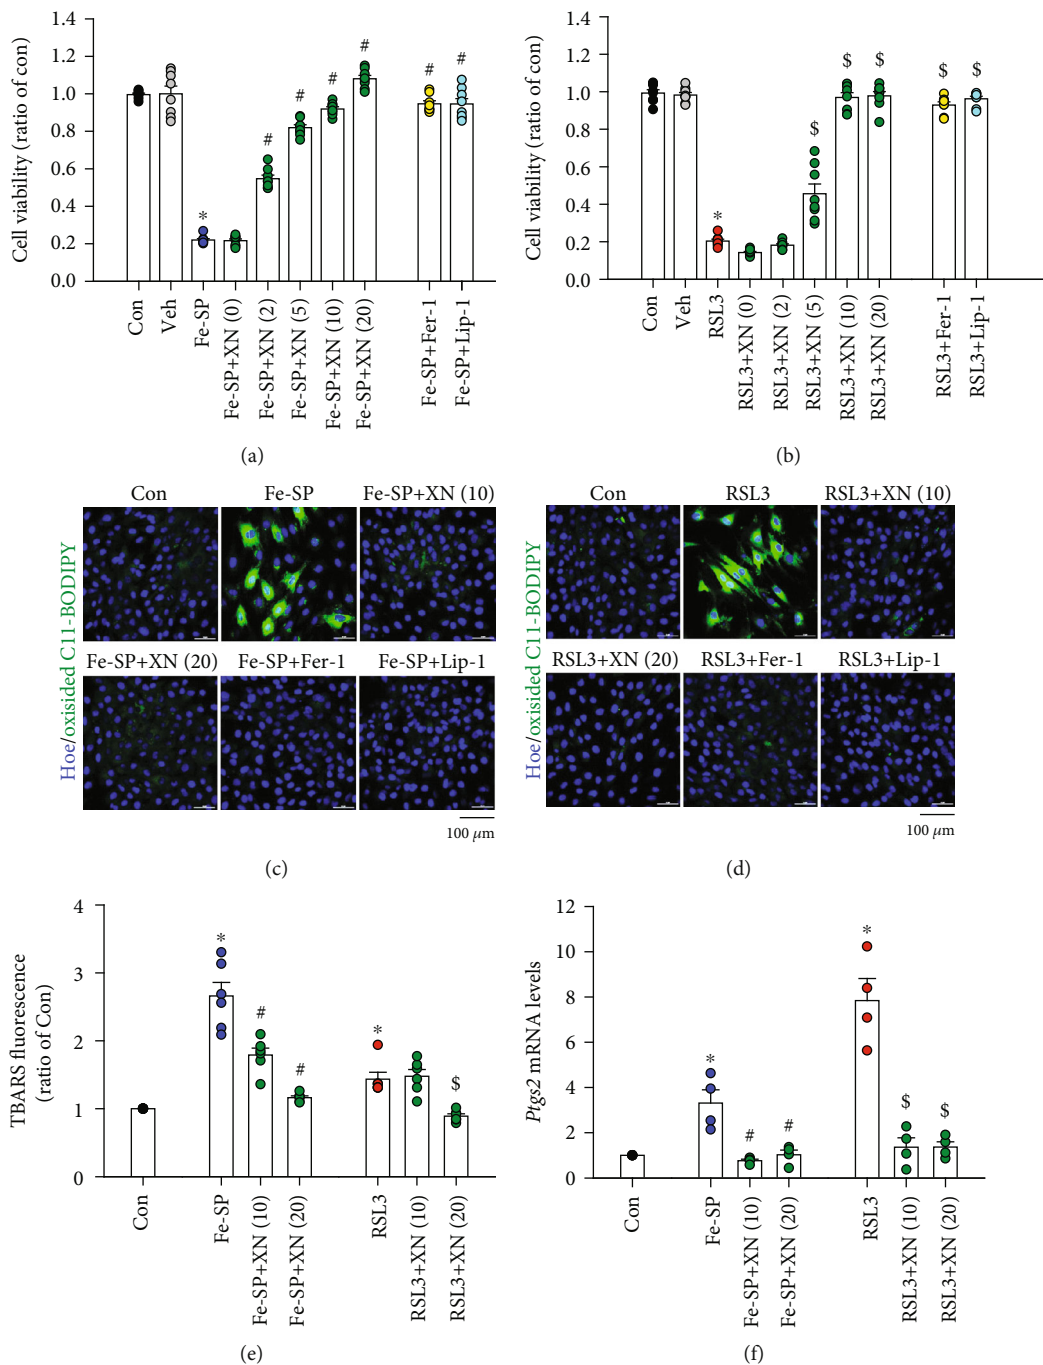 Cell viability (ratio of con)
1.4
1.2
1.0
0.8
0.6
0.4
0.2
0.0
*
#
#
#
#
#
#
#
Con
Veh
Fe-SP
Fe-SP+XN (0)
Fe-SP+XN (2)
Fe-SP+XN (5)
Fe-SP+XN (10)
Fe-SP+XN (20)
Fe-SP+Fer-1
Fe-SP+Lip-1
(a)
Cell viability (ratio of con)
1.4
1.2
1.0
0.8
0.6
0.4
0.2
0.0
*
$
$
$
$
$
Con
Veh
RSL3
RSL3+XN (0)
RSL3+XN (2)
RSL3+XN (5)
RSL3+XN (10)
RSL3+XN (20)
RSL3+Fer-1
RSL3+Lip-1
(b)
Hoe/oxisided C11-BODIPY
Con
Fe-SP
Fe-SP+XN (10)
Fe-SP+XN (20)
Fe-SP+Fer-1
Fe-SP+Lip-1
100 μm
(c)
Hoe/oxisided C11-BODIPY
Con
RSL3
RSL3+XN (10)
RSL3+XN (20)
RSL3+Fer-1
RSL3+Lip-1
100 μm
(d)
TBARS fluorescence
(ratio of Con)
4
3
2
1
0
*
#
#
*
$
Con
Fe-SP
Fe-SP+XN (10)
Fe-SP+XN (20)
RSL3
RSL3+XN (10)
RSL3+XN (20)
(e)
Ptgs2 mRNA levels
12
10
8
6
4
2
0
*
#
#
*
$
$
Con
Fe-SP
Fe-SP+XN (10)
Fe-SP+XN (20)
RSL3
RSL3+XN (10)
RSL3+XN (20)
(f)